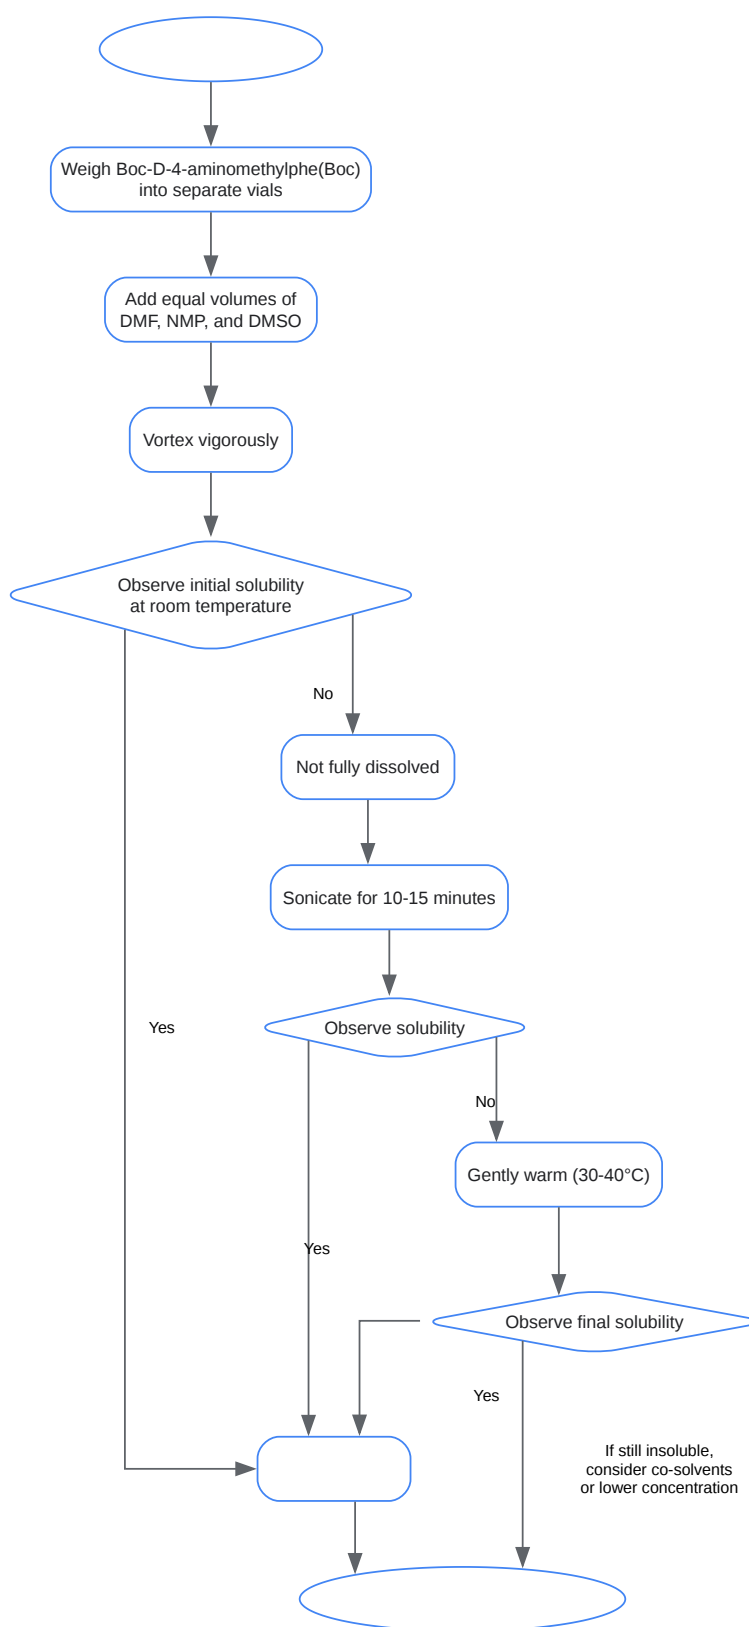 Weigh Boc-D-4-aminomethylphe(Boc)
into separate vials
Add equal volumes of
DMF, NMP, and DMSO
Vortex vigorously
Observe initial solubility
at room temperature
No
Not fully dissolved
Sonicate for 10-15 minutes
Yes
Observe solubility
No
Gently warm (30-40°C)
Yes
Observe final solubility
Yes
If still insoluble,
consider co-solvents
or lower concentration